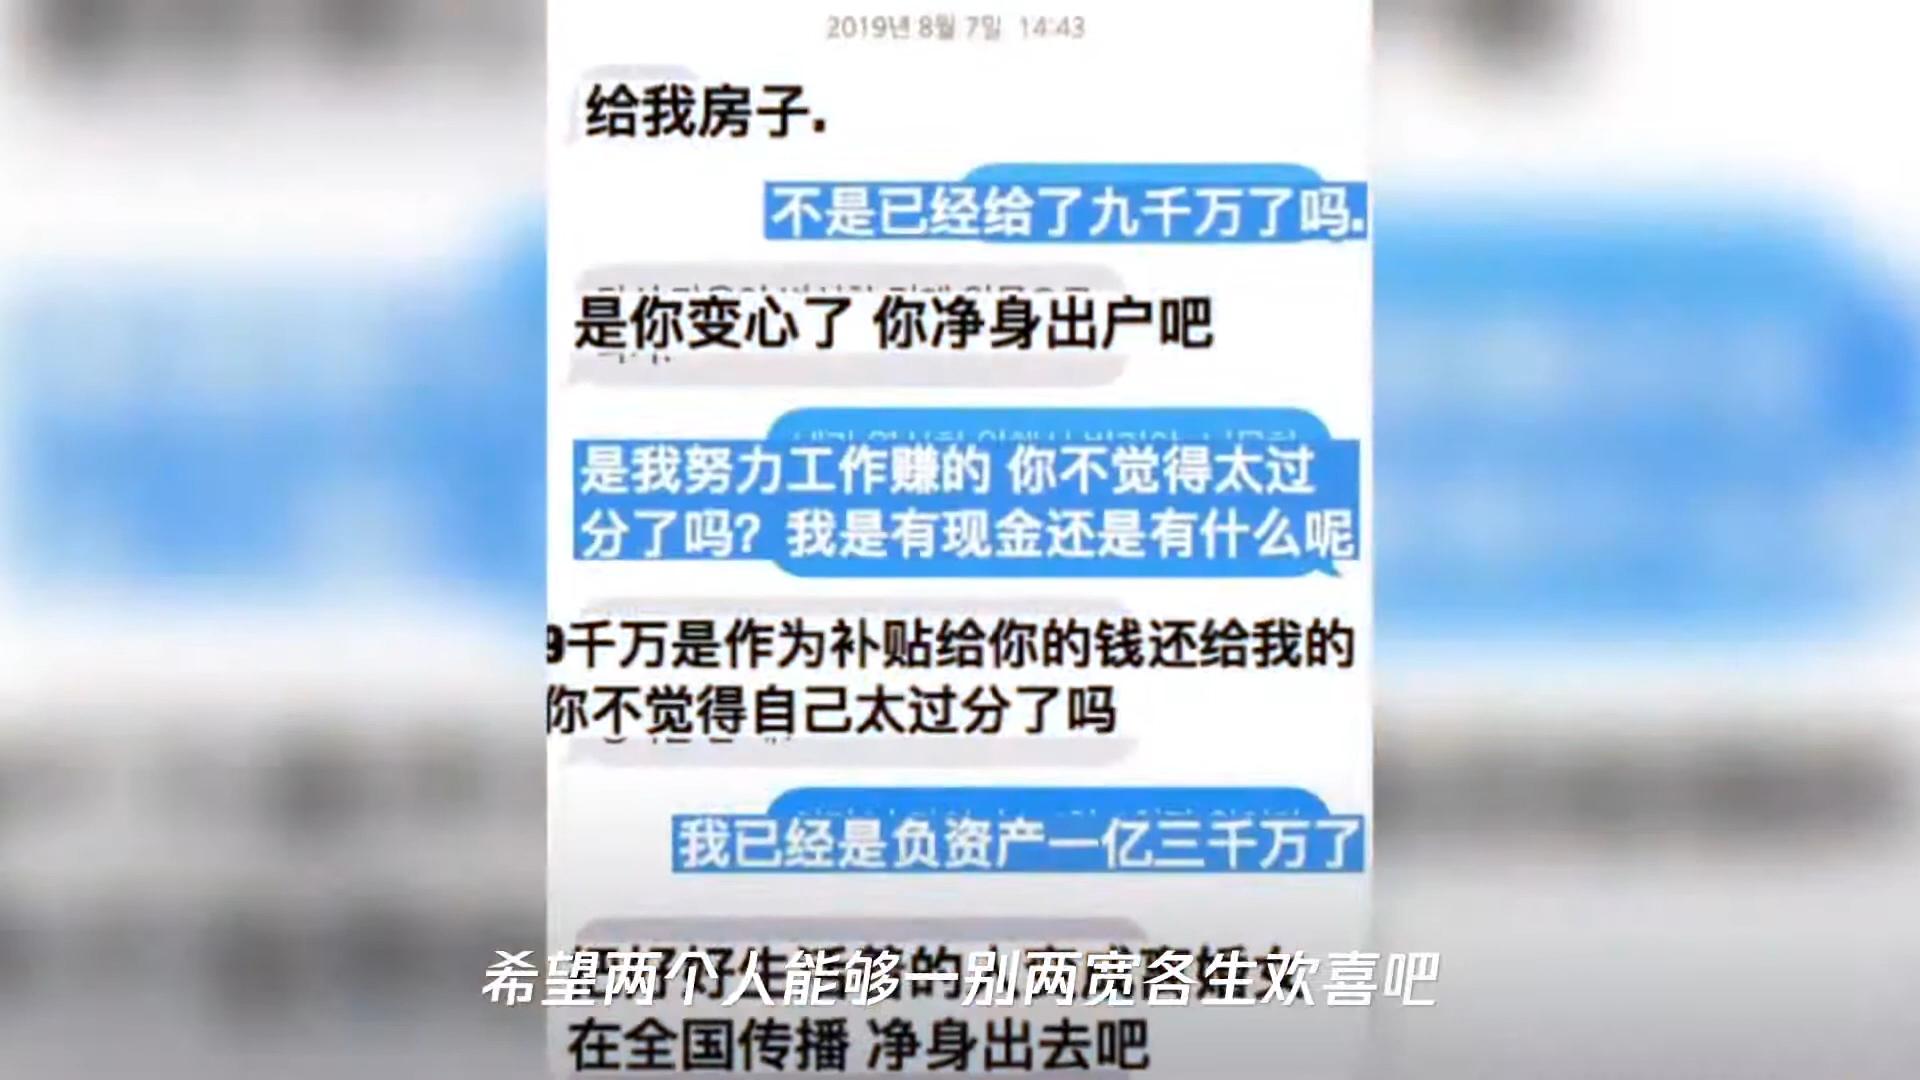 2019년 8월 7일 14:43
给我房子.
不是已经给了九千万了吗.
是你变心了 你净身出户吧
是我努力工作赚的 你不觉得太过
分了吗? 我是有现金还是有什么呢
9千万是作为补贴给你的钱还给我的
你不觉得自己太过分了吗
我已经是负资产一亿三千万了
希望两个人能够一别两宽各生欢喜吧
在全国传播 净身出去吧